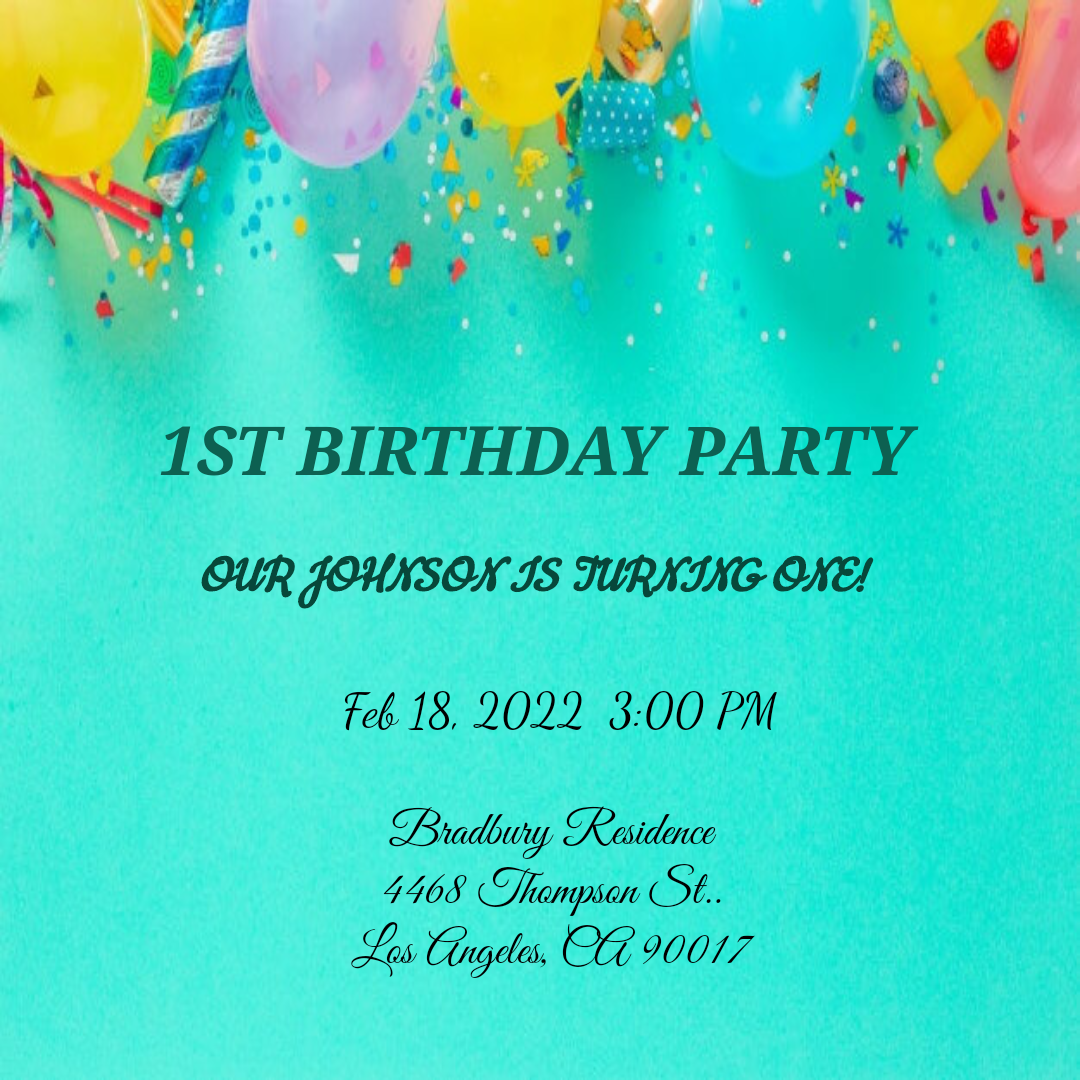 1ST BIRTHDAY PARTY
OUR JOHNSON IS TURNING ONE!
Feb 18, 2022 3:00 PM
Bradbury Residence
4468 Thompson St..
Los Angeles, CA 90017